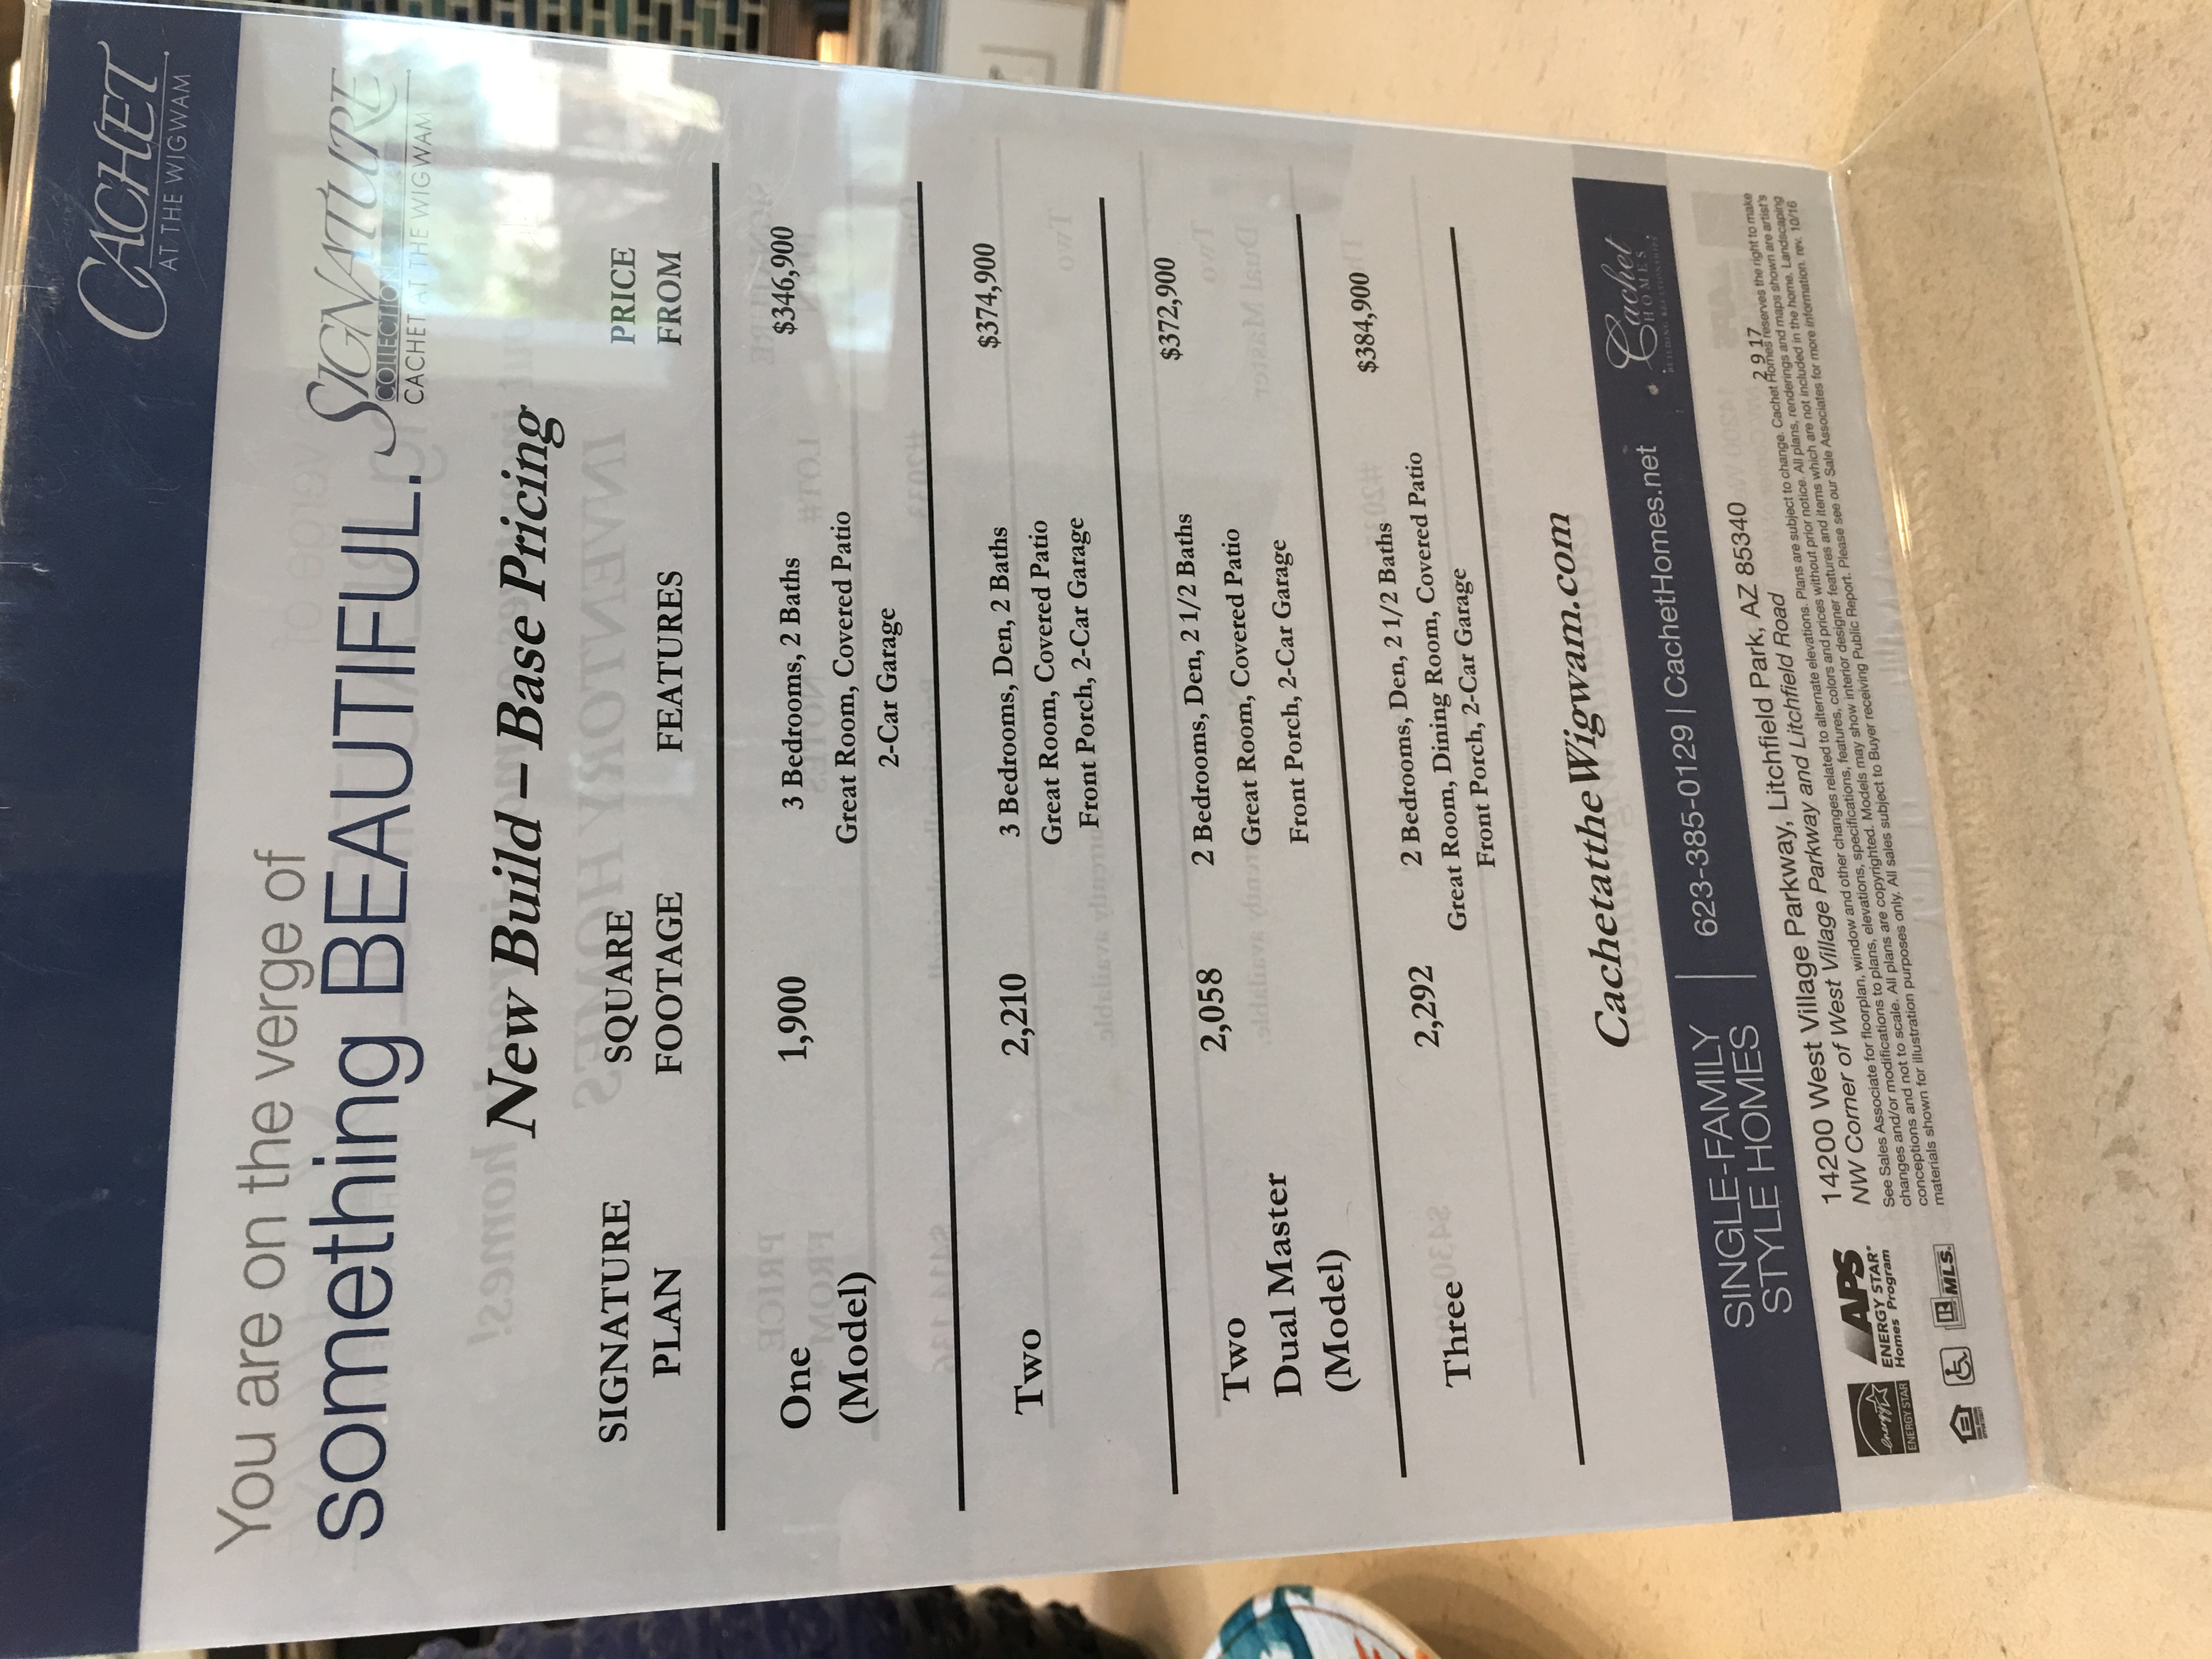 CACHET
AT THE WIGWAM
You are on the verge of
something BEAUTIFUL.
SIGNATURE
COLLECTION
CACHET AT THE WIGWAM
New Build – Base Pricing
SIGNATURE PLAN SQUARE FOOTAGE FEATURES PRICE FROM
One 1,900 3 Bedrooms, 2 Baths $346,900
(Model) Great Room, Covered Patio
2-Car Garage
Two 2,210 3 Bedrooms, Den, 2 Baths $374,900
Great Room, Covered Patio
Front Porch, 2-Car Garage
Two 2,058 2 Bedrooms, Den, 2 1/2 Baths $372,900
Dual Master Great Room, Covered Patio
(Model) Front Porch, 2-Car Garage
Three 2,292 2 Bedrooms, Den, 2 1/2 Baths $384,900
Great Room, Dining Room, Covered Patio
Front Porch, 2-Car Garage
CachetattheWigwam.com
SINGLE-FAMILY
STYLE HOMES
623-385-0129 | CachetHomes.net
Cachet
HOMES
BUILDING RELATIONSHIPS
14200 West Village Parkway, Litchfield Park, AZ 85340
NW Corner of West Village Parkway and Litchfield Road
2 9 17
See Sales Associate for floorplan, window and other changes related to alternate elevations. Plans are subject to change. Cachet Homes reserves the right to make
changes and/or modifications to plans, elevations, specifications, features, colors and prices without prior notice. All plans, renderings and maps shown are artist's
conceptions and not to scale. All plans are copyrighted. Models may show interior designer features and items which are not included in the home. Landscaping
materials shown for illustration purposes only. All sales subject to Buyer receiving Public Report. Please see our Sale Associates for more information. rev. 10/16
energy
ENERGY STAR
APS
ENERGY STAR®
Homes Program
EQUAL HOUSING
OPPORTUNITY
R
MLS.